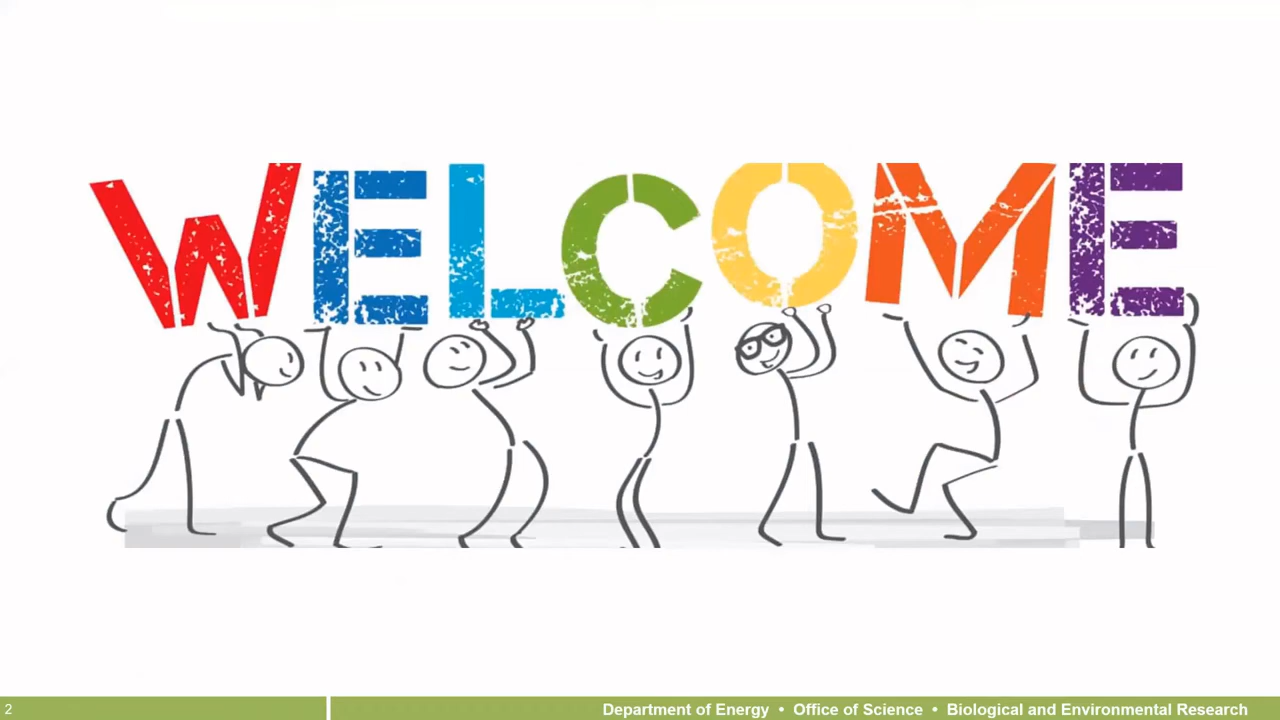 WELCOME
2
Department of Energy • Office of Science • Biological and Environmental Research